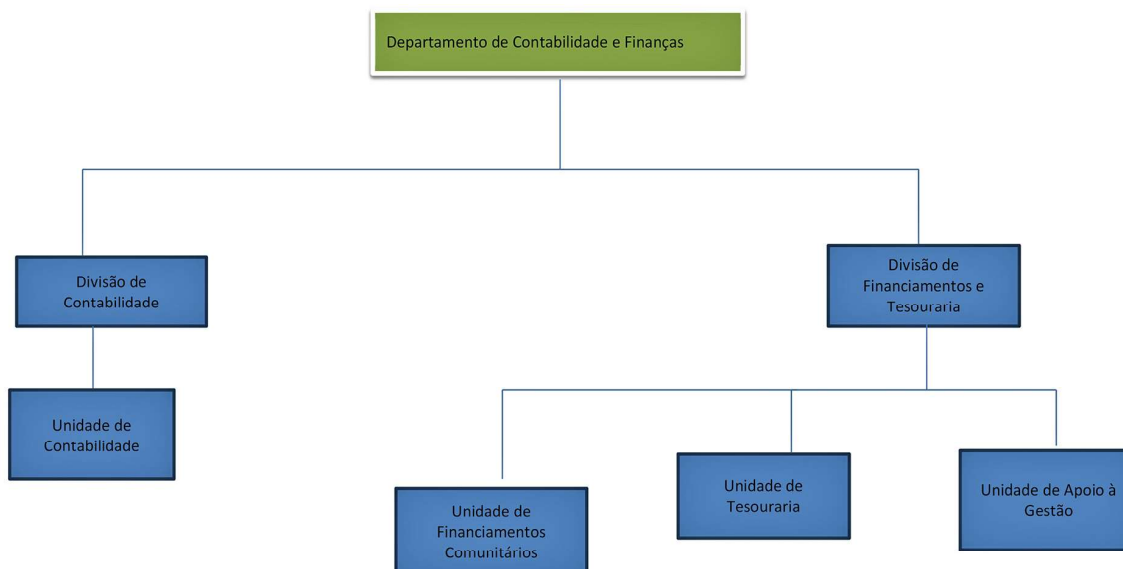 Departamento de Contabilidade e Finanças
Divisão de
Contabilidade
Divisão de
Financiamentos e
Tesouraria
Unidade de
Contabilidade
Unidade de
Financiamentos
Comunitários
Unidade de
Tesouraria
Unidade de Apoio à
Gestão